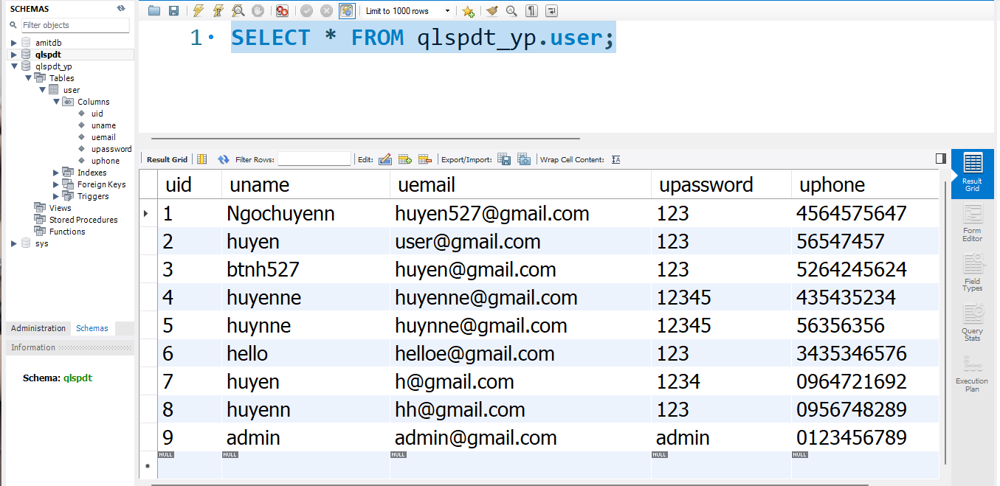 SCHEMAS
Filter objects
amitdb
qlspdt
qlspdt_yp
Tables
user
Columns
uid
uname
uemail
upassword
uphone
Indexes
Foreign Keys
Triggers
Views
Stored Procedures
Functions
sys
Administration Schemas
Information
Schema: qlspdt
Limit to 1000 rows
1 SELECT * FROM qlspdt_yp.user;
Result Grid Filter Rows: Edit: Export/Import: Wrap Cell Content:
uid uname uemail upassword uphone
1 Ngochuyenn huyen527@gmail.com 123 4564575647
2 huyen user@gmail.com 123 56547457
3 btnh527 huyen@gmail.com 123 5264245624
4 huyenne huyenne@gmail.com 12345 435435234
5 huynne huynne@gmail.com 12345 56356356
6 hello helloe@gmail.com 123 3435346576
7 huyen h@gmail.com 1234 0964721692
8 huyenn hh@gmail.com 123 0956748289
9 admin admin@gmail.com admin 0123456789
NULL NULL NULL NULL NULL
Result
Grid
Form
Editor
Field
Types
Query
Stats
Execution
Plan